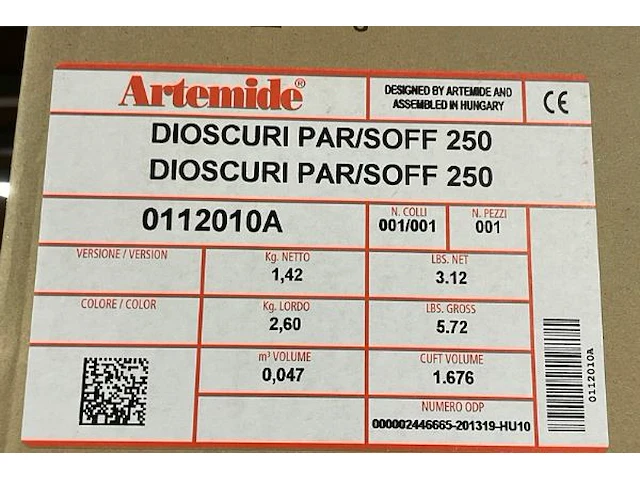 Artemide®
DESIGNED BY ARTEMIDE AND
ASSEMBLED IN HUNGARY
CE
DIOSCURI PAR/SOFF 250
DIOSCURI PAR/SOFF 250
0112010A
N. COLLI
001/001
N. PEZZI
001
VERSIONE / VERSION
Kg. NETTO
1,42
LBS. NET
3.12
COLORE / COLOR
Kg. LORDO
2,60
LBS. GROSS
5.72
m³ VOLUME
0,047
CUFT VOLUME
1.676
NUMERO ODP
000002446665-201319-HU10
0112010A